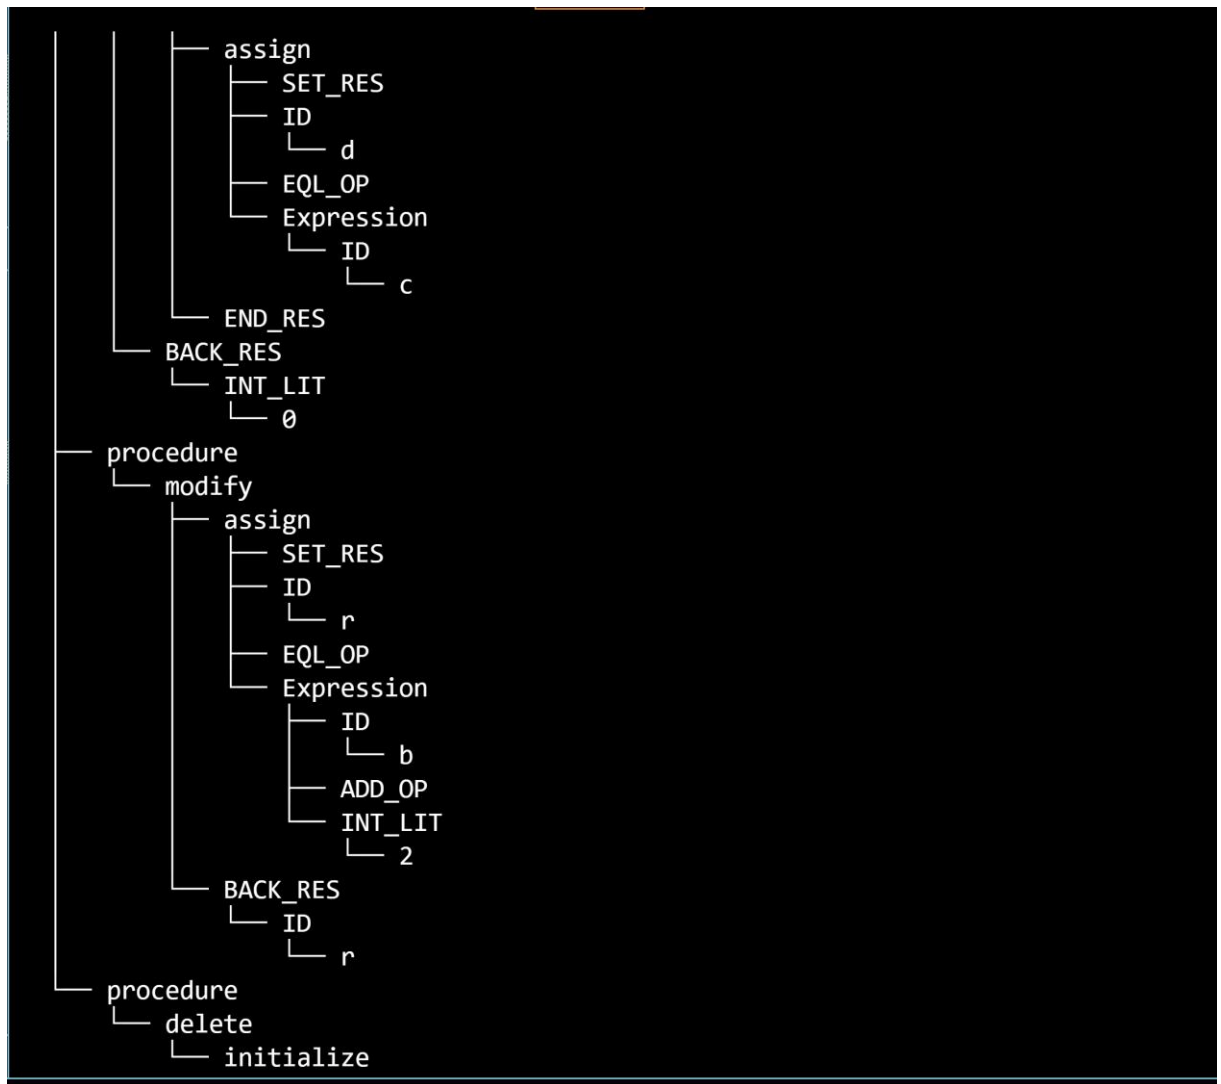 assign
SET_RES
ID
d
EQL_OP
Expression
ID
c
END_RES
BACK_RES
INT_LIT
0
procedure
modify
assign
SET_RES
ID
r
EQL_OP
Expression
ID
b
ADD_OP
INT_LIT
2
BACK_RES
ID
r
procedure
delete
initialize